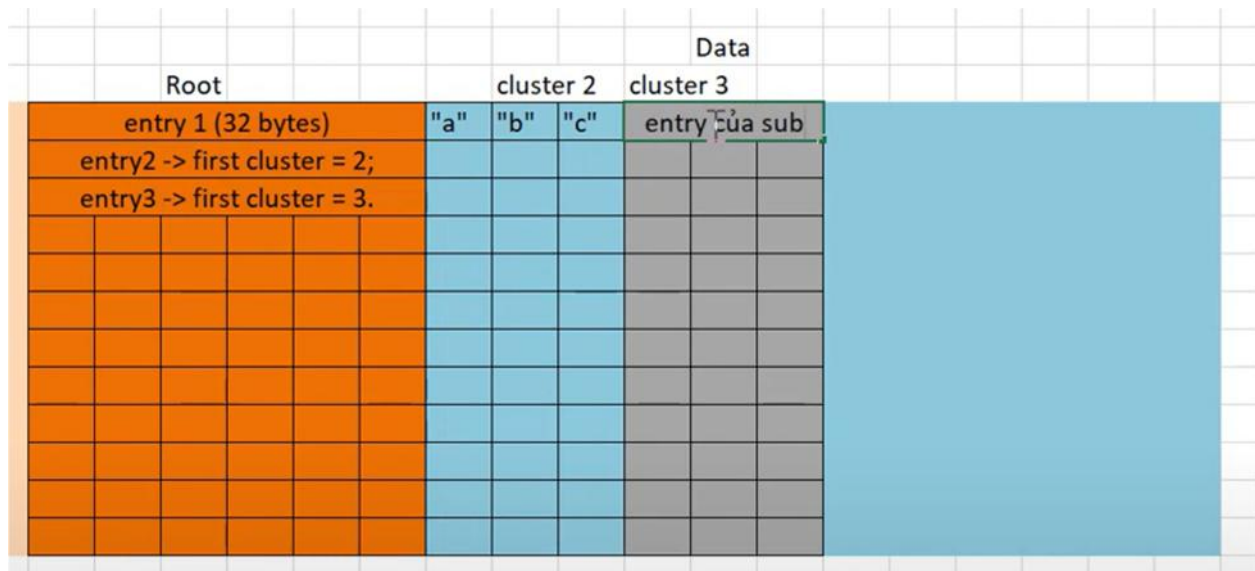 Data
Root cluster 2 cluster 3
entry 1 (32 bytes) "a" "b" "c" entry của sub
entry2 -> first cluster = 2;
entry3 -> first cluster = 3.